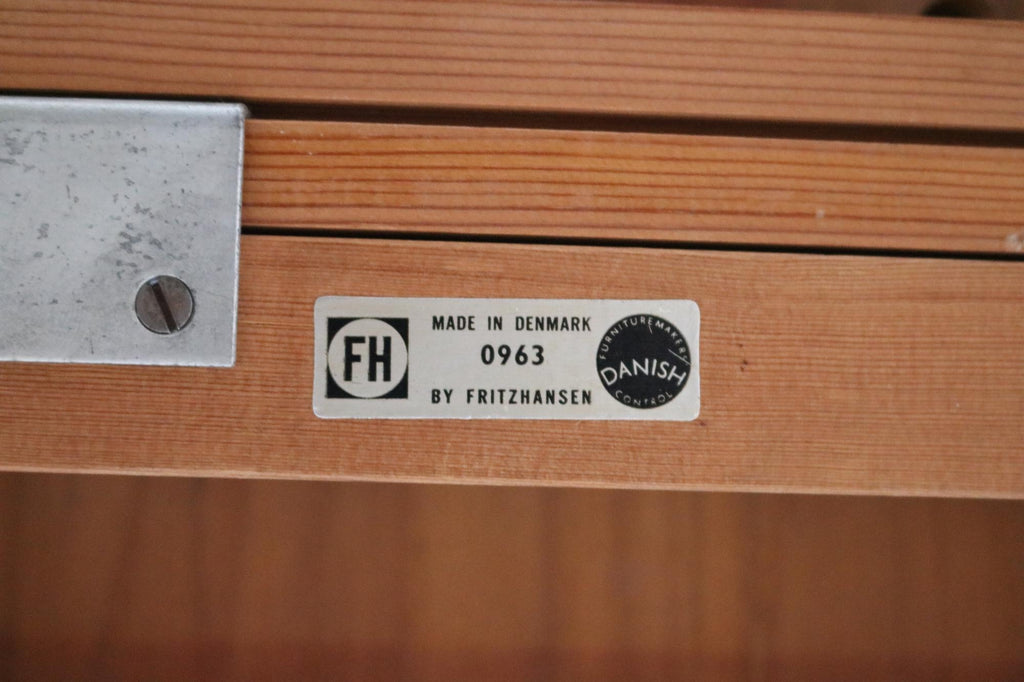 FH
MADE IN DENMARK
0963
BY FRITZHANSEN
FURNITUREMAKERS
DANISH
CONTROL